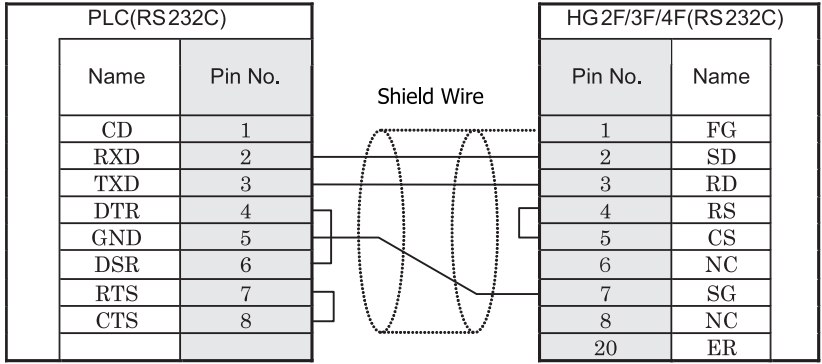 PLC(RS232C) HG2F/3F/4F(RS232C)
Name Pin No. Pin No. Name
Shield Wire
CD 1 1 FG
RXD 2 2 SD
TXD 3 3 RD
DTR 4 4 RS
GND 5 5 CS
DSR 6 6 NC
RTS 7 7 SG
CTS 8 8 NC
20 ER